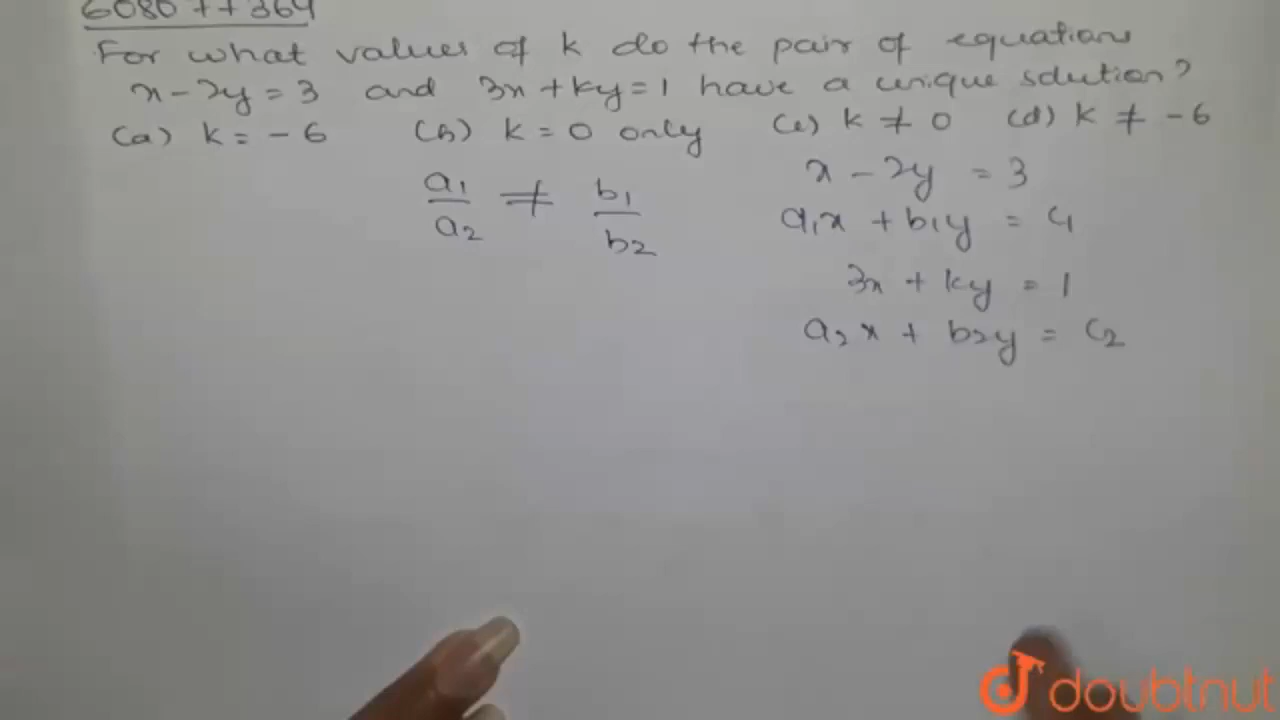 608077364
For what values of k do the pair of equations
x - 2y = 3 and 3x + ky = 1 have a unique solution?
(a) k = - 6 (b) k = 0 only (c) k ≠ 0 (d) k ≠ - 6
a1/a2 ≠ b1/b2
x - 2y = 3
a1x + b1y = c1
3x + ky = 1
a2x + b2y = c2
doubtnut